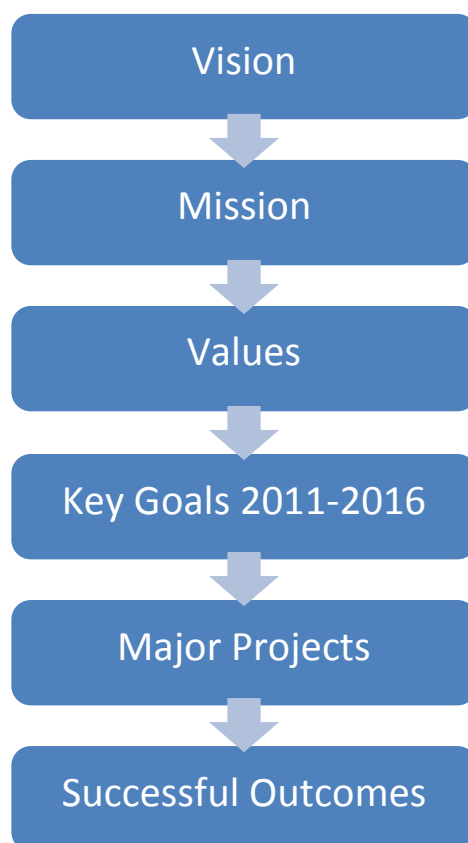 Vision
Mission
Values
Key Goals 2011-2016
Major Projects
Successful Outcomes